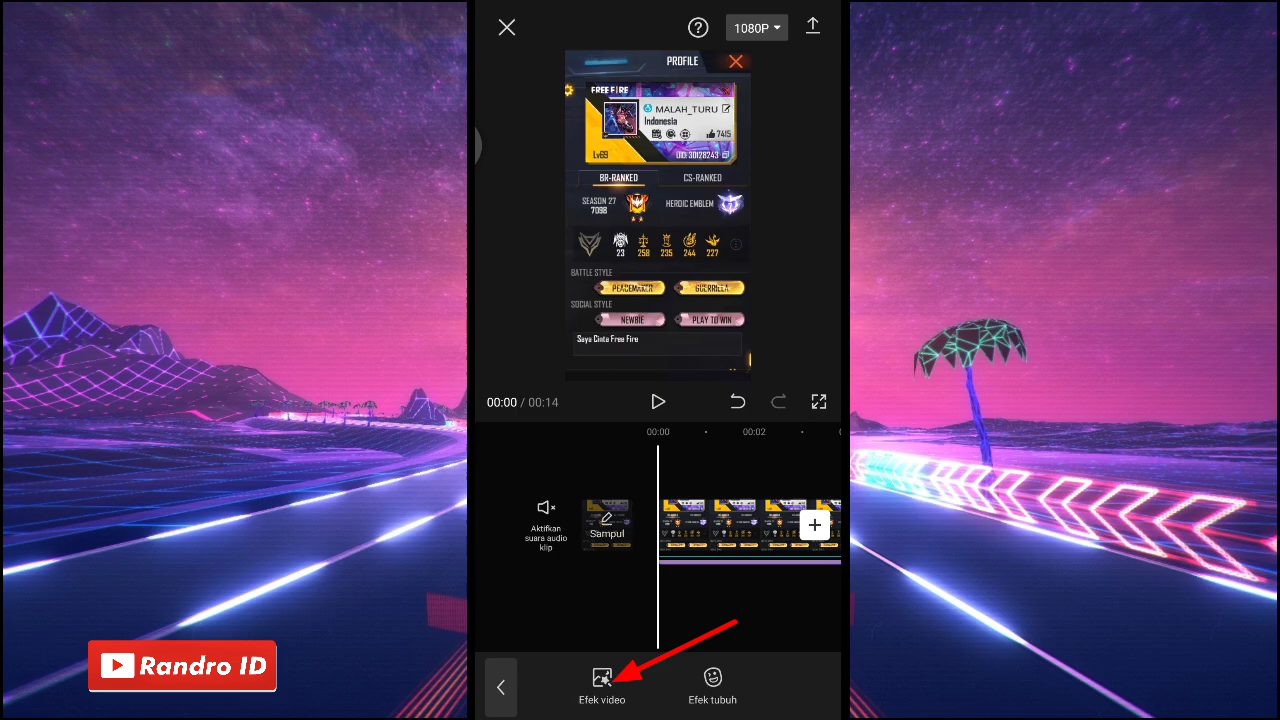 1080P
PROFILE
FREE FIRE
MALAH_TURU
Indonesia
7415
Lv69
UID: 30128243
BR-RANKED
CS-RANKED
SEASON 27
7098
HEROIC EMBLEM
23
258
235
244
227
BATTLE STYLE
PEACEMAKER
GUERRILLA
SOCIAL STYLE
NEWBIE
PLAY TO WIN
Saya Cinta Free Fire
00:00 / 00:14
00:00
00:02
Aktifkan
suara audio
klip
Sampul
Randro ID
Efek video
Efek tubuh